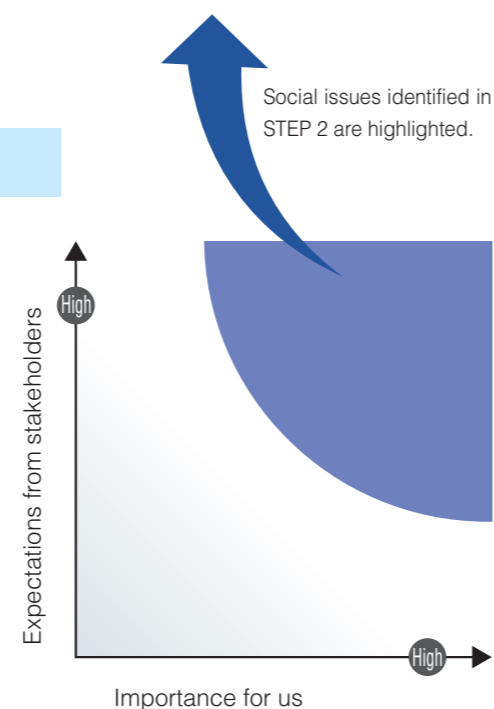 Social issues identified in
STEP 2 are highlighted.
High
Expectations from stakeholders
High
Importance for us